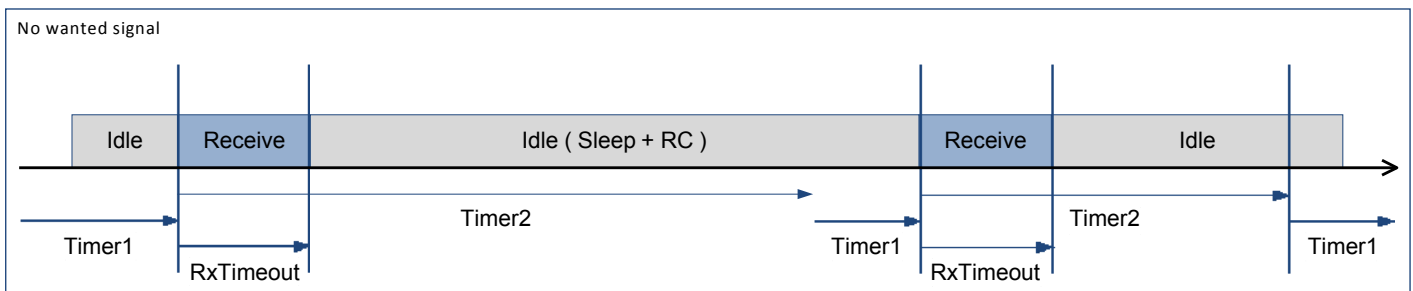 No wanted signal
Idle Receive Idle ( Sleep + RC ) Receive Idle
Timer2 Timer2
Timer1 Timer1 Timer1
RxTimeout RxTimeout